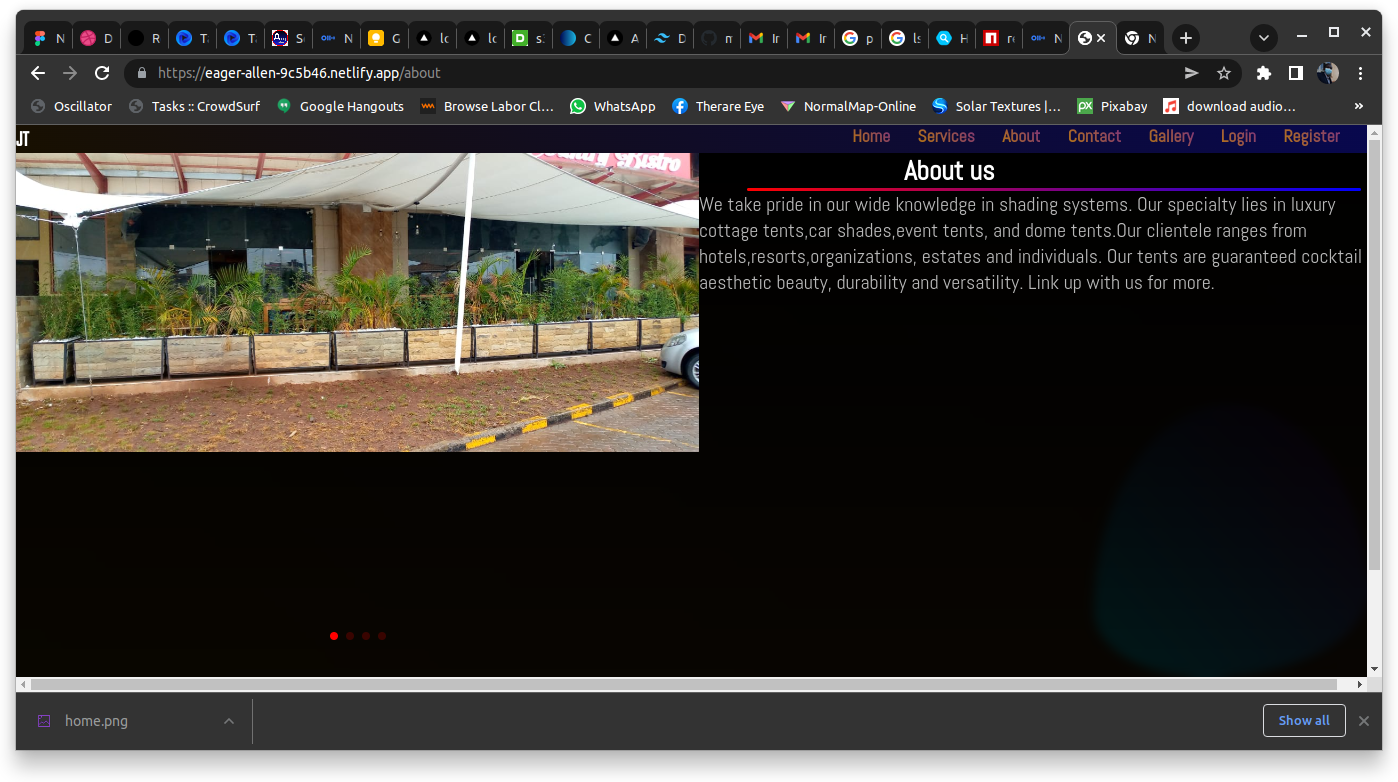 N
D
R
T
T
S
N
G
lo
lo
s
C
A
D
n
Ir
Ir
p
ls
H
re
N
N
https://eager-allen-9c5b46.netlify.app/about
Oscillator
Tasks :: CrowdSurf
Google Hangouts
Browse Labor Cl…
WhatsApp
Therare Eye
NormalMap-Online
Solar Textures |…
Pixabay
download audio…
»
JT
Home Services About Contact Gallery Login Register
About us
We take pride in our wide knowledge in shading systems. Our specialty lies in luxury
cottage tents,car shades,event tents, and dome tents.Our clientele ranges from
hotels,resorts,organizations, estates and individuals. Our tents are guaranteed cocktail
aesthetic beauty, durability and versatility. Link up with us for more.
home.png
Show all